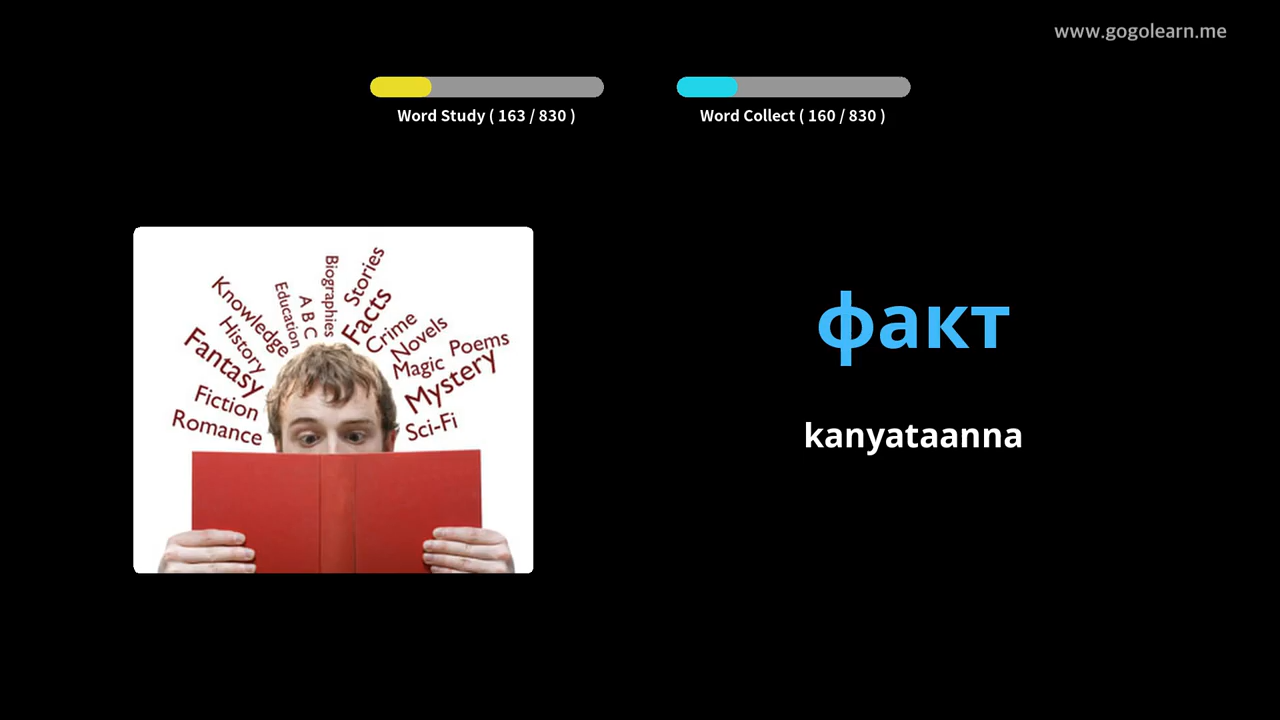 www.gogolearn.me
Word Study ( 163 / 830 )
Word Collect ( 160 / 830 )
Knowledge
Education
A B C
Biographies
Stories
Facts
Crime
Novels
Poems
History
Magic
Fantasy
Mystery
Fiction
Romance
Sci-Fi
факт
kanyataanna